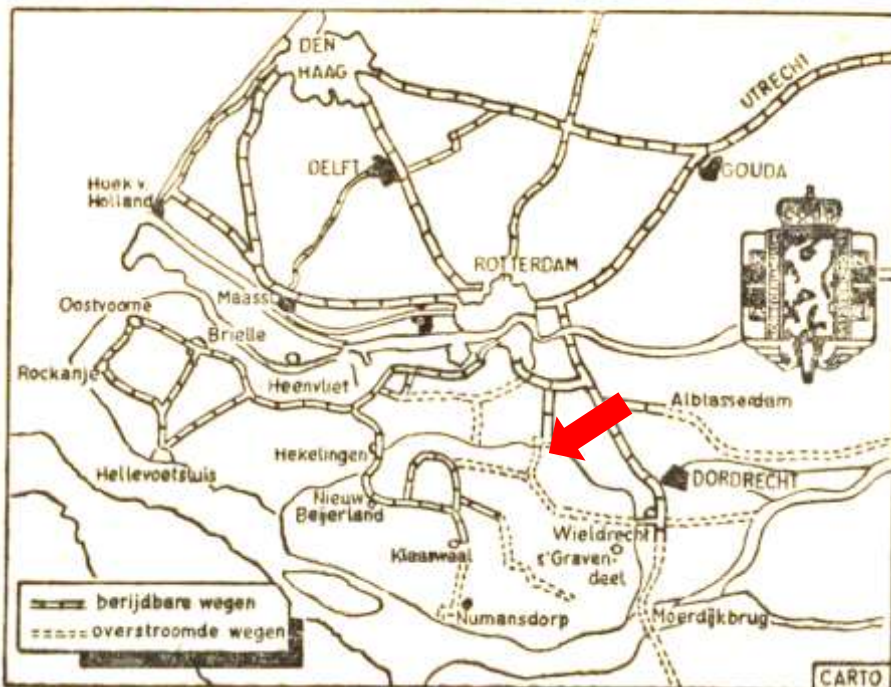 DEN
HAAG
UTRECHT
DELFT
GOUDA
Hoek v.
Holland
ROTTERDAM
Maassl.
Oostvoorne
Brielle
Rockanje
Heenvliet
Alblasserdam
Hekelingen
Hellevoetsluis
DORDRECHT
Nieuw
Beijerland
Wieldrecht
Klaaswaal
s'Graven-
deel
berijdbare wegen
Numansdorp
Moerdijkbrug
overstroomde wegen
CARTO